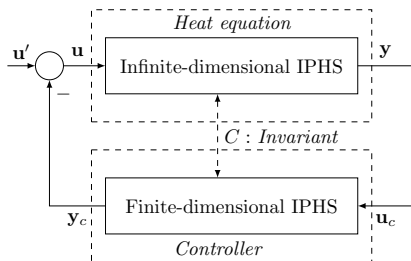 Heat equation
u′
u
Infinite-dimensional IPHS
y
−
C : Invariant
Finite-dimensional IPHS
y_c
u_c
Controller